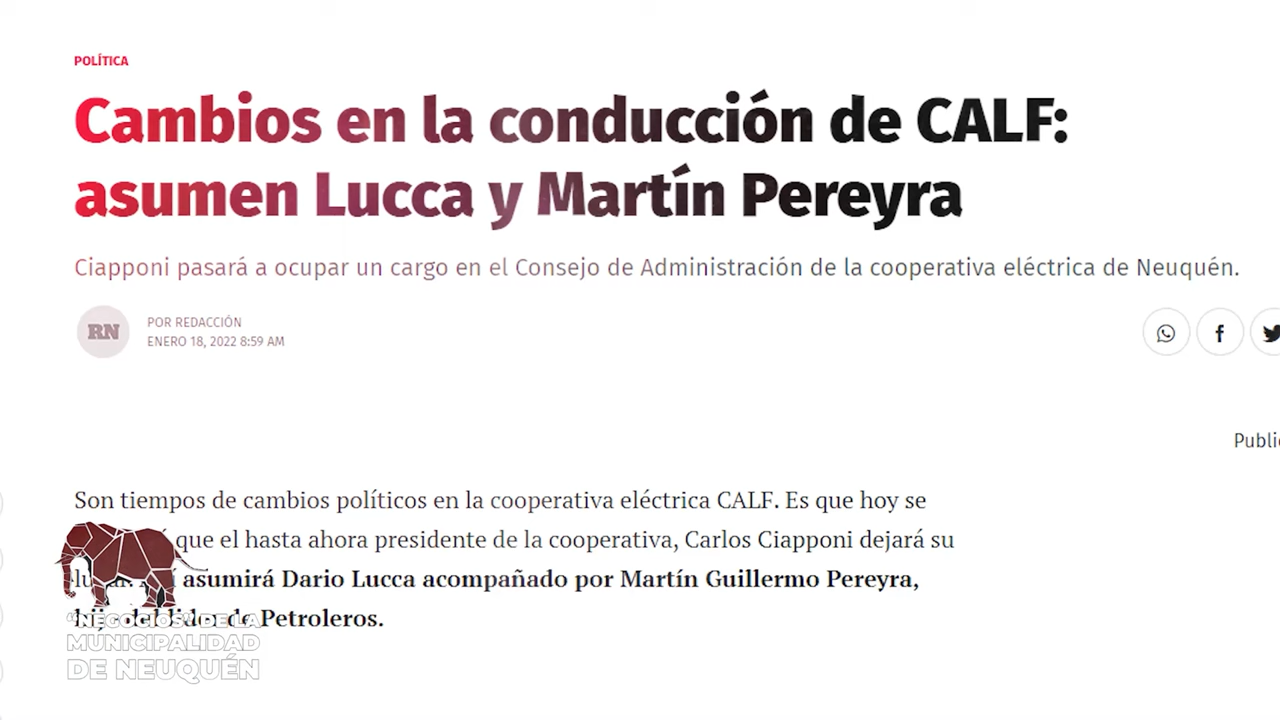 POLÍTICA
Cambios en la conducción de CALF:
asumen Lucca y Martín Pereyra
Ciapponi pasará a ocupar un cargo en el Consejo de Administración de la cooperativa eléctrica de Neuquén.
RN
POR REDACCIÓN
ENERO 18, 2022 8:59 AM
Son tiempos de cambios políticos en la cooperativa eléctrica CALF. Es que hoy se
que el hasta ahora presidente de la cooperativa, Carlos Ciapponi dejará su
asumirá Dario Lucca acompañado por Martín Guillermo Pereyra,
de Petroleros.
"NEGOCIOS" DE LA
MUNICIPALIDAD
DE NEUQUÉN